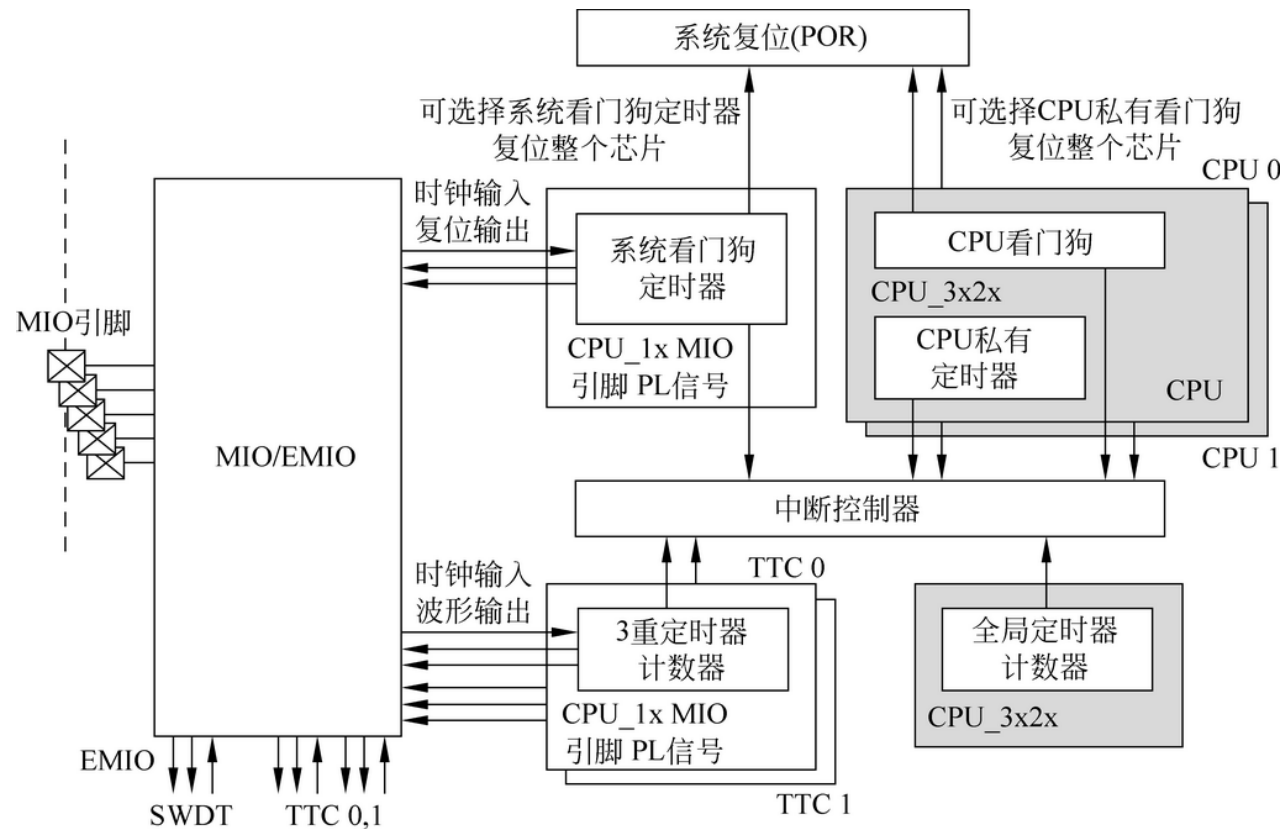 系统复位(POR)
可选择系统看门狗定时器
复位整个芯片
可选择CPU私有看门狗
复位整个芯片
CPU 0
时钟输入
复位输出
系统看门狗
定时器
CPU_1x MIO
引脚 PL信号
CPU看门狗
CPU_3x2x
CPU私有
定时器
CPU
CPU 1
MIO引脚
MIO/EMIO
中断控制器
时钟输入
波形输出
TTC 0
3重定时器
计数器
CPU_1x MIO
引脚 PL信号
TTC 1
全局定时器
计数器
CPU_3x2x
EMIO
SWDT
TTC 0,1